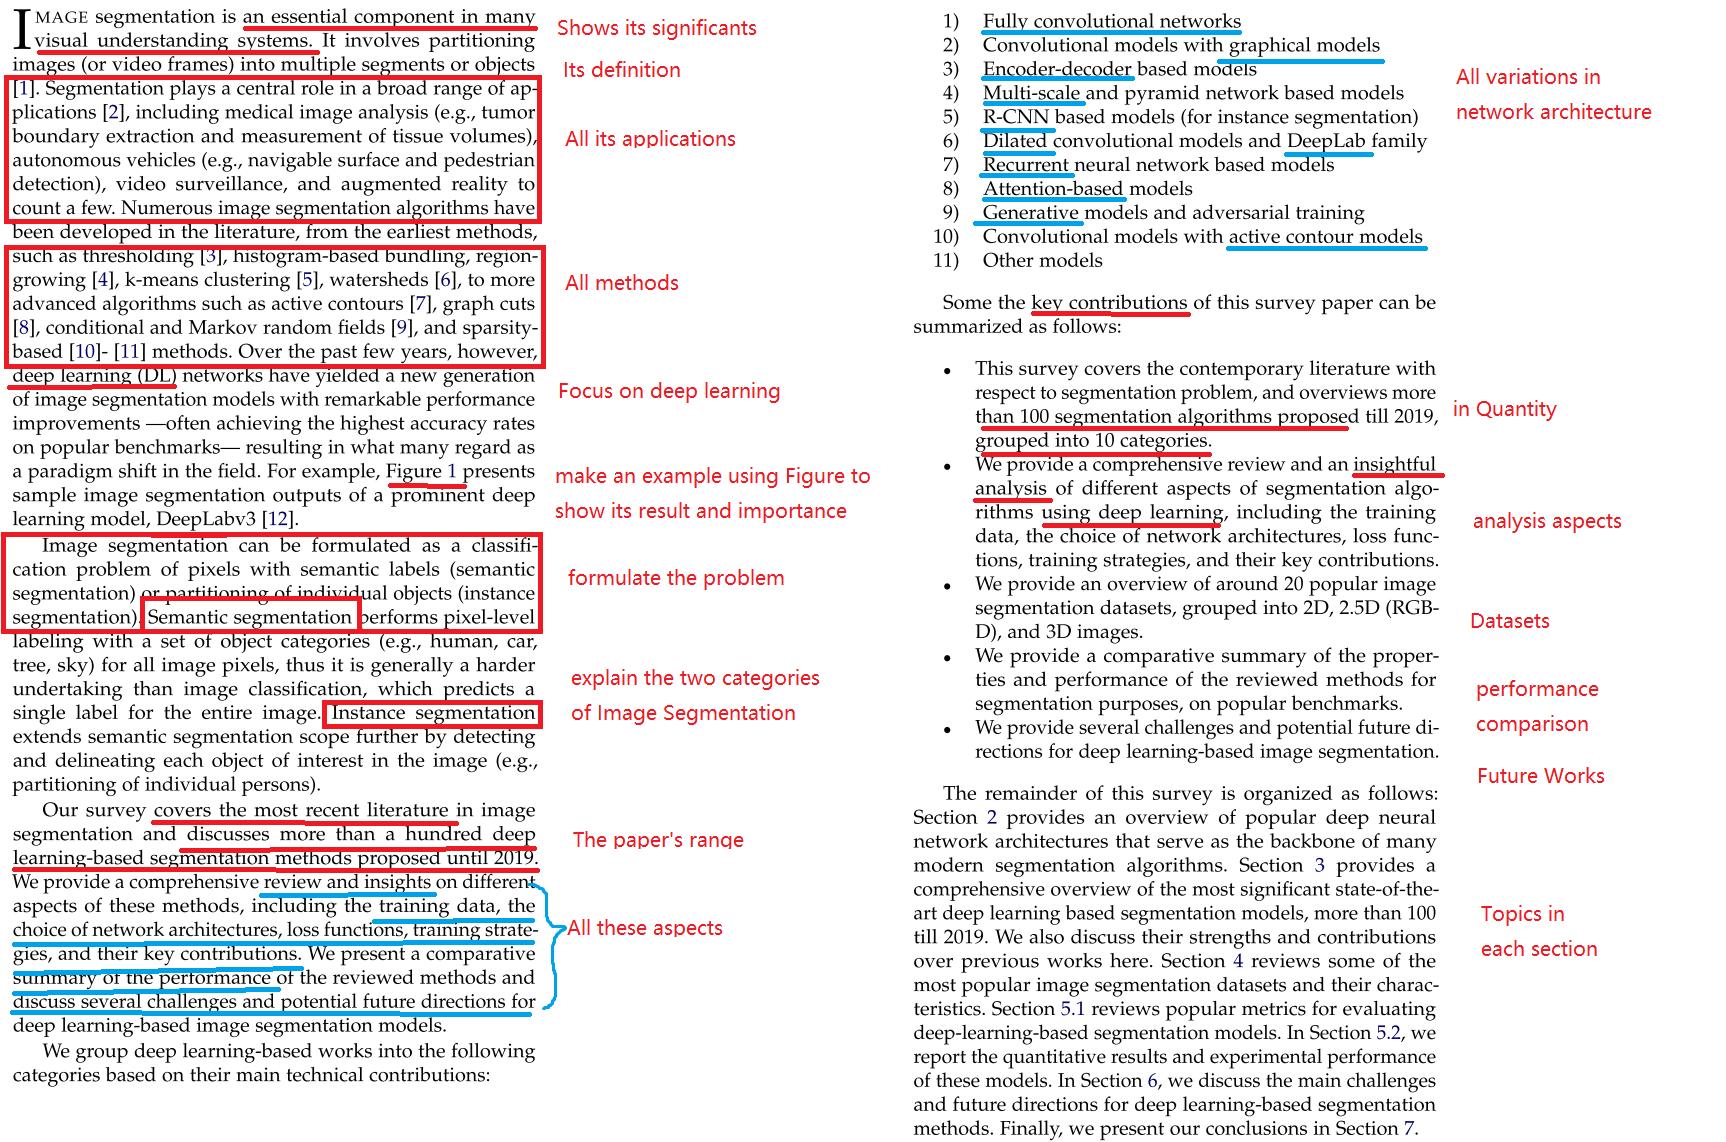 IMAGE segmentation is an essential component in many
visual understanding systems. It involves partitioning
images (or video frames) into multiple segments or objects
[1]. Segmentation plays a central role in a broad range of ap-
plications [2], including medical image analysis (e.g., tumor
boundary extraction and measurement of tissue volumes),
autonomous vehicles (e.g., navigable surface and pedestrian
detection), video surveillance, and augmented reality to
count a few. Numerous image segmentation algorithms have
been developed in the literature, from the earliest methods,
such as thresholding [3], histogram-based bundling, region-
growing [4], k-means clustering [5], watersheds [6], to more
advanced algorithms such as active contours [7], graph cuts
[8], conditional and Markov random fields [9], and sparsity-
based [10]- [11] methods. Over the past few years, however,
deep learning (DL) networks have yielded a new generation
of image segmentation models with remarkable performance
improvements —often achieving the highest accuracy rates
on popular benchmarks— resulting in what many regard as
a paradigm shift in the field. For example, Figure 1 presents
sample image segmentation outputs of a prominent deep
learning model, DeepLabv3 [12].
Image segmentation can be formulated as a classifi-
cation problem of pixels with semantic labels (semantic
segmentation) or partitioning of individual objects (instance
segmentation). Semantic segmentation performs pixel-level
labeling with a set of object categories (e.g., human, car,
tree, sky) for all image pixels, thus it is generally a harder
undertaking than image classification, which predicts a
single label for the entire image. Instance segmentation
extends semantic segmentation scope further by detecting
and delineating each object of interest in the image (e.g.,
partitioning of individual persons).
Our survey covers the most recent literature in image
segmentation and discusses more than a hundred deep
learning-based segmentation methods proposed until 2019.
We provide a comprehensive review and insights on different
aspects of these methods, including the training data, the
choice of network architectures, loss functions, training strate-
gies, and their key contributions. We present a comparative
summary of the performance of the reviewed methods and
discuss several challenges and potential future directions for
deep learning-based image segmentation models.
We group deep learning-based works into the following
categories based on their main technical contributions:
Shows its significants
Its definition
All its applications
All methods
Focus on deep learning
make an example using Figure to
show its result and importance
formulate the problem
explain the two categories
of Image Segmentation
The paper's range
All these aspects
1) Fully convolutional networks
2) Convolutional models with graphical models
3) Encoder-decoder based models
4) Multi-scale and pyramid network based models
5) R-CNN based models (for instance segmentation)
6) Dilated convolutional models and DeepLab family
7) Recurrent neural network based models
8) Attention-based models
9) Generative models and adversarial training
10) Convolutional models with active contour models
11) Other models
Some the key contributions of this survey paper can be
summarized as follows:
• This survey covers the contemporary literature with
respect to segmentation problem, and overviews more
than 100 segmentation algorithms proposed till 2019,
grouped into 10 categories.
• We provide a comprehensive review and an insightful
analysis of different aspects of segmentation algo-
rithms using deep learning, including the training
data, the choice of network architectures, loss func-
tions, training strategies, and their key contributions.
• We provide an overview of around 20 popular image
segmentation datasets, grouped into 2D, 2.5D (RGB-
D), and 3D images.
• We provide a comparative summary of the proper-
ties and performance of the reviewed methods for
segmentation purposes, on popular benchmarks.
• We provide several challenges and potential future di-
rections for deep learning-based image segmentation.
The remainder of this survey is organized as follows:
Section 2 provides an overview of popular deep neural
network architectures that serve as the backbone of many
modern segmentation algorithms. Section 3 provides a
comprehensive overview of the most significant state-of-the-
art deep learning based segmentation models, more than 100
till 2019. We also discuss their strengths and contributions
over previous works here. Section 4 reviews some of the
most popular image segmentation datasets and their charac-
teristics. Section 5.1 reviews popular metrics for evaluating
deep-learning-based segmentation models. In Section 5.2, we
report the quantitative results and experimental performance
of these models. In Section 6, we discuss the main challenges
and future directions for deep learning-based segmentation
methods. Finally, we present our conclusions in Section 7.
All variations in
network architecture
in Quantity
analysis aspects
Datasets
performance
comparison
Future Works
Topics in
each section